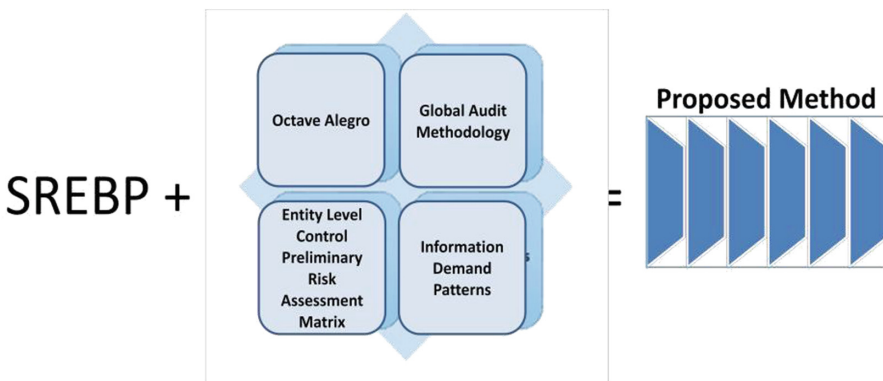 SREBP +
Octave Alegro
Global Audit
Methodology
Entity Level
Control
Preliminary
Risk
Assessment
Matrix
Information
Demand
Patterns
s
=
Proposed Method